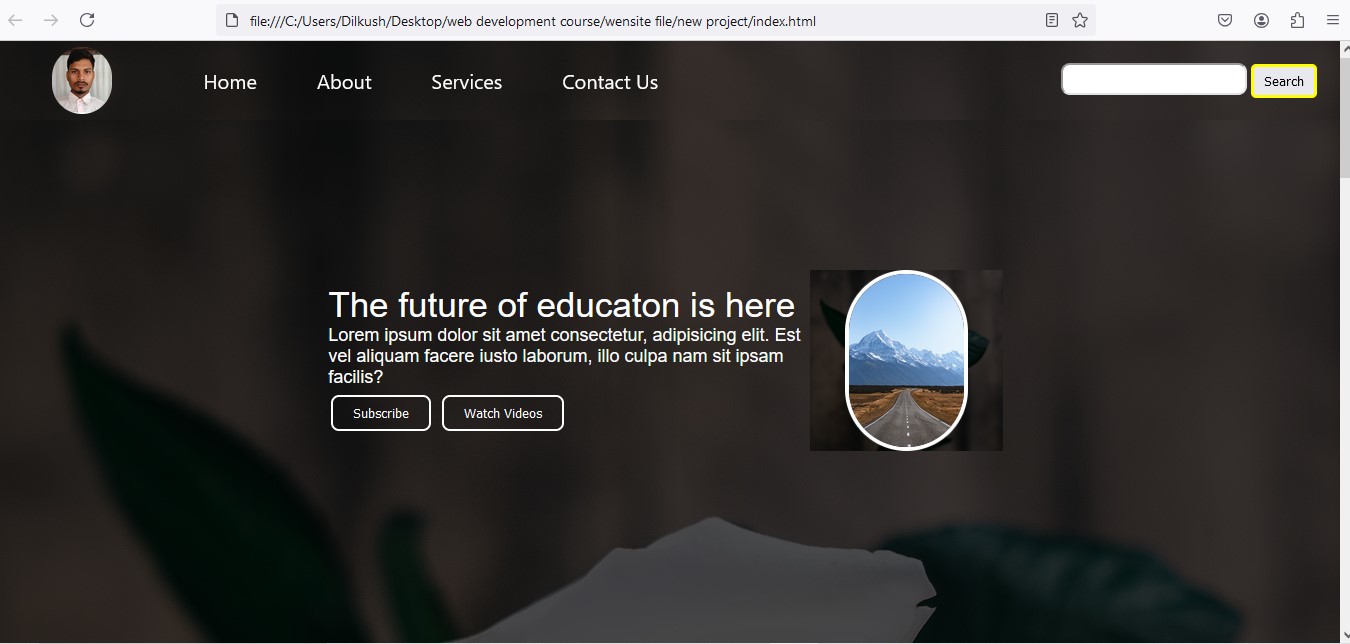 file:///C:/Users/Dilkush/Desktop/web development course/wensite file/new project/index.html
Home About Services Contact Us Search
The future of educaton is here
Lorem ipsum dolor sit amet consectetur, adipisicing elit. Est
vel aliquam facere iusto laborum, illo culpa nam sit ipsam
facilis?
Subscribe Watch Videos